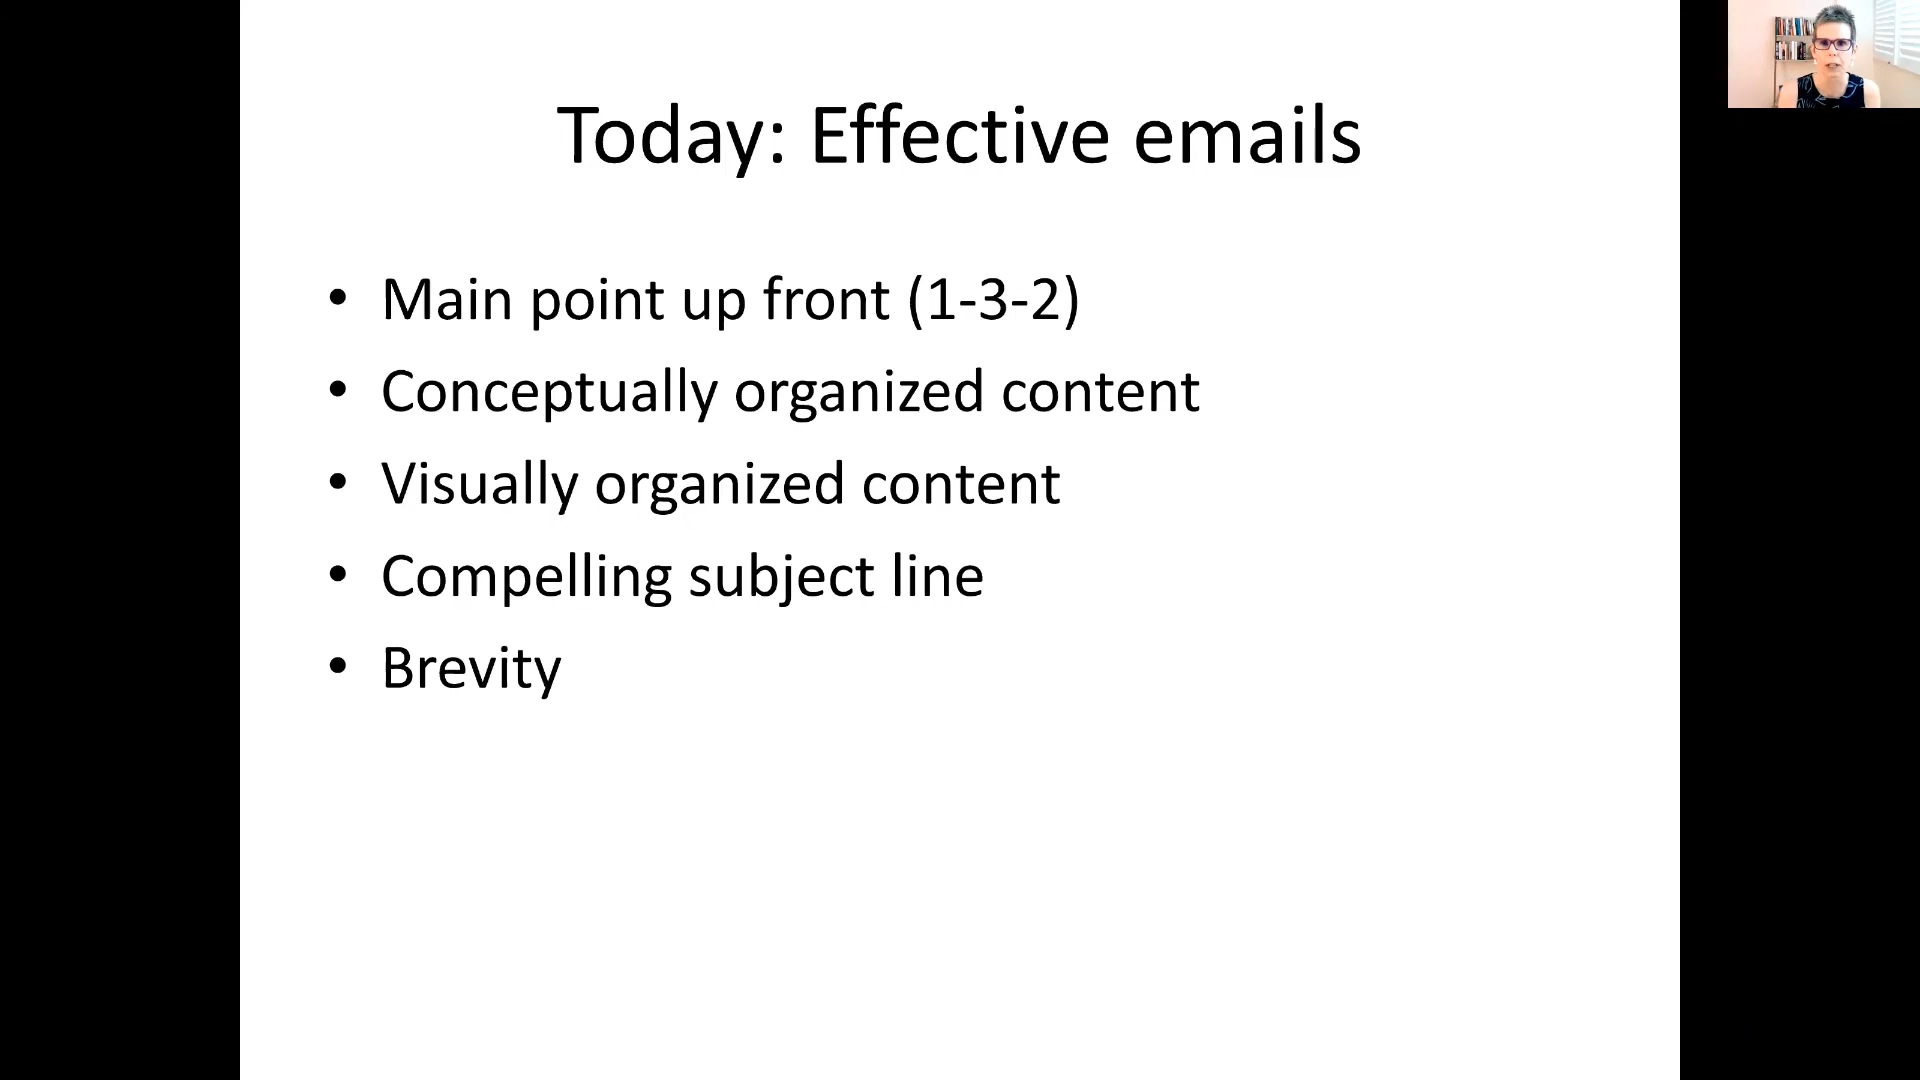 Today: Effective emails
• Main point up front (1-3-2)
• Conceptually organized content
• Visually organized content
• Compelling subject line
• Brevity